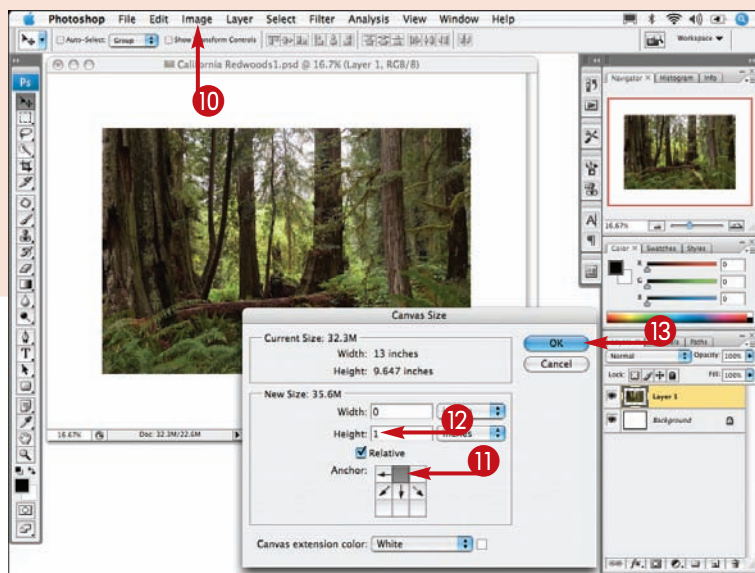 Photoshop File Edit Image Layer Select Filter Analysis View Window Help
Auto-Select: Group Show Transform Controls Workspace
California Redwoods1.psd @ 16.7% (Layer 1, RGB/8)
10
Ps
Navigator Histogram Info
16.67%
Color Swatches Styles
R 0
G 0
B 0
Canvas Size
Current Size: 32.3M
Width: 13 inches
Height: 9.647 inches
OK
13
Cancel
New Size: 35.6M
Width: 0
Height: 1
12
Relative
Anchor:
11
Canvas extension color: White
16.67% Doc: 32.3M/22.6M
Paths
Normal Opacity: 100%
Lock: Fill: 100%
Layer 1
Background